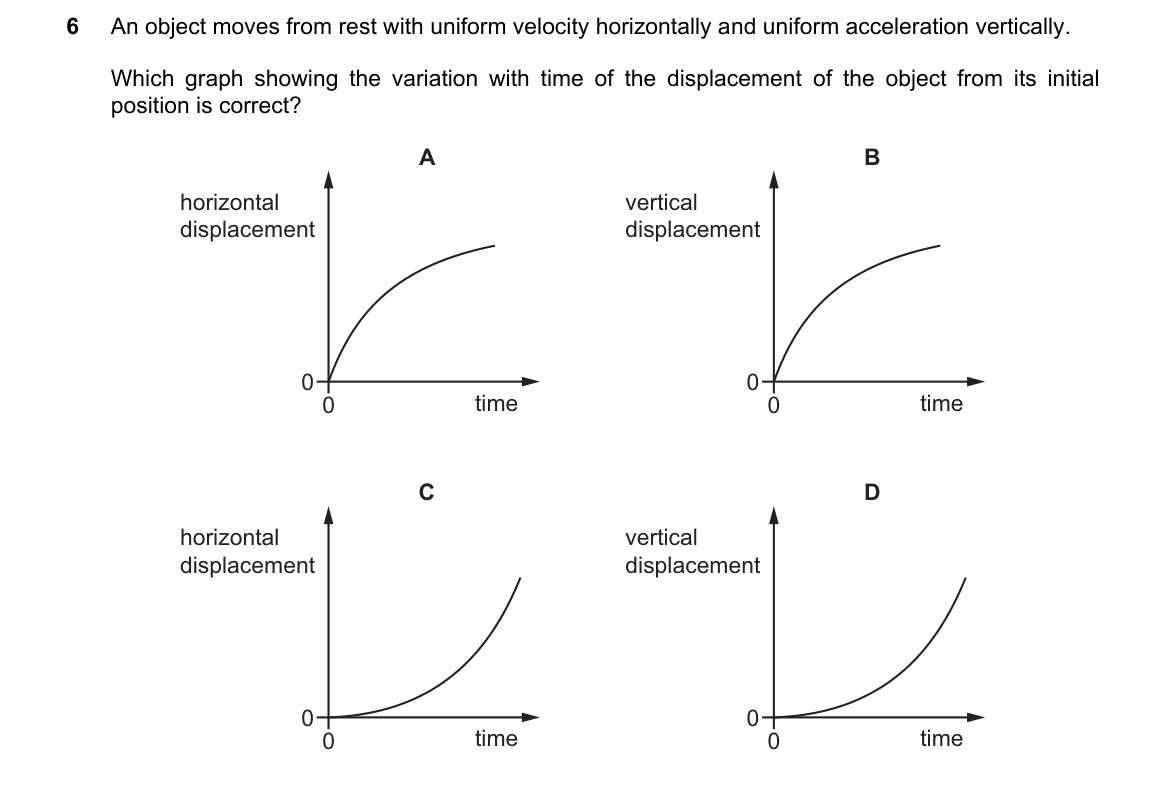 6 An object moves from rest with uniform velocity horizontally and uniform acceleration vertically.
Which graph showing the variation with time of the displacement of the object from its initial
position is correct?
A
horizontal
displacement
0
0
time
B
vertical
displacement
0
0
time
C
horizontal
displacement
0
0
time
D
vertical
displacement
0
0
time